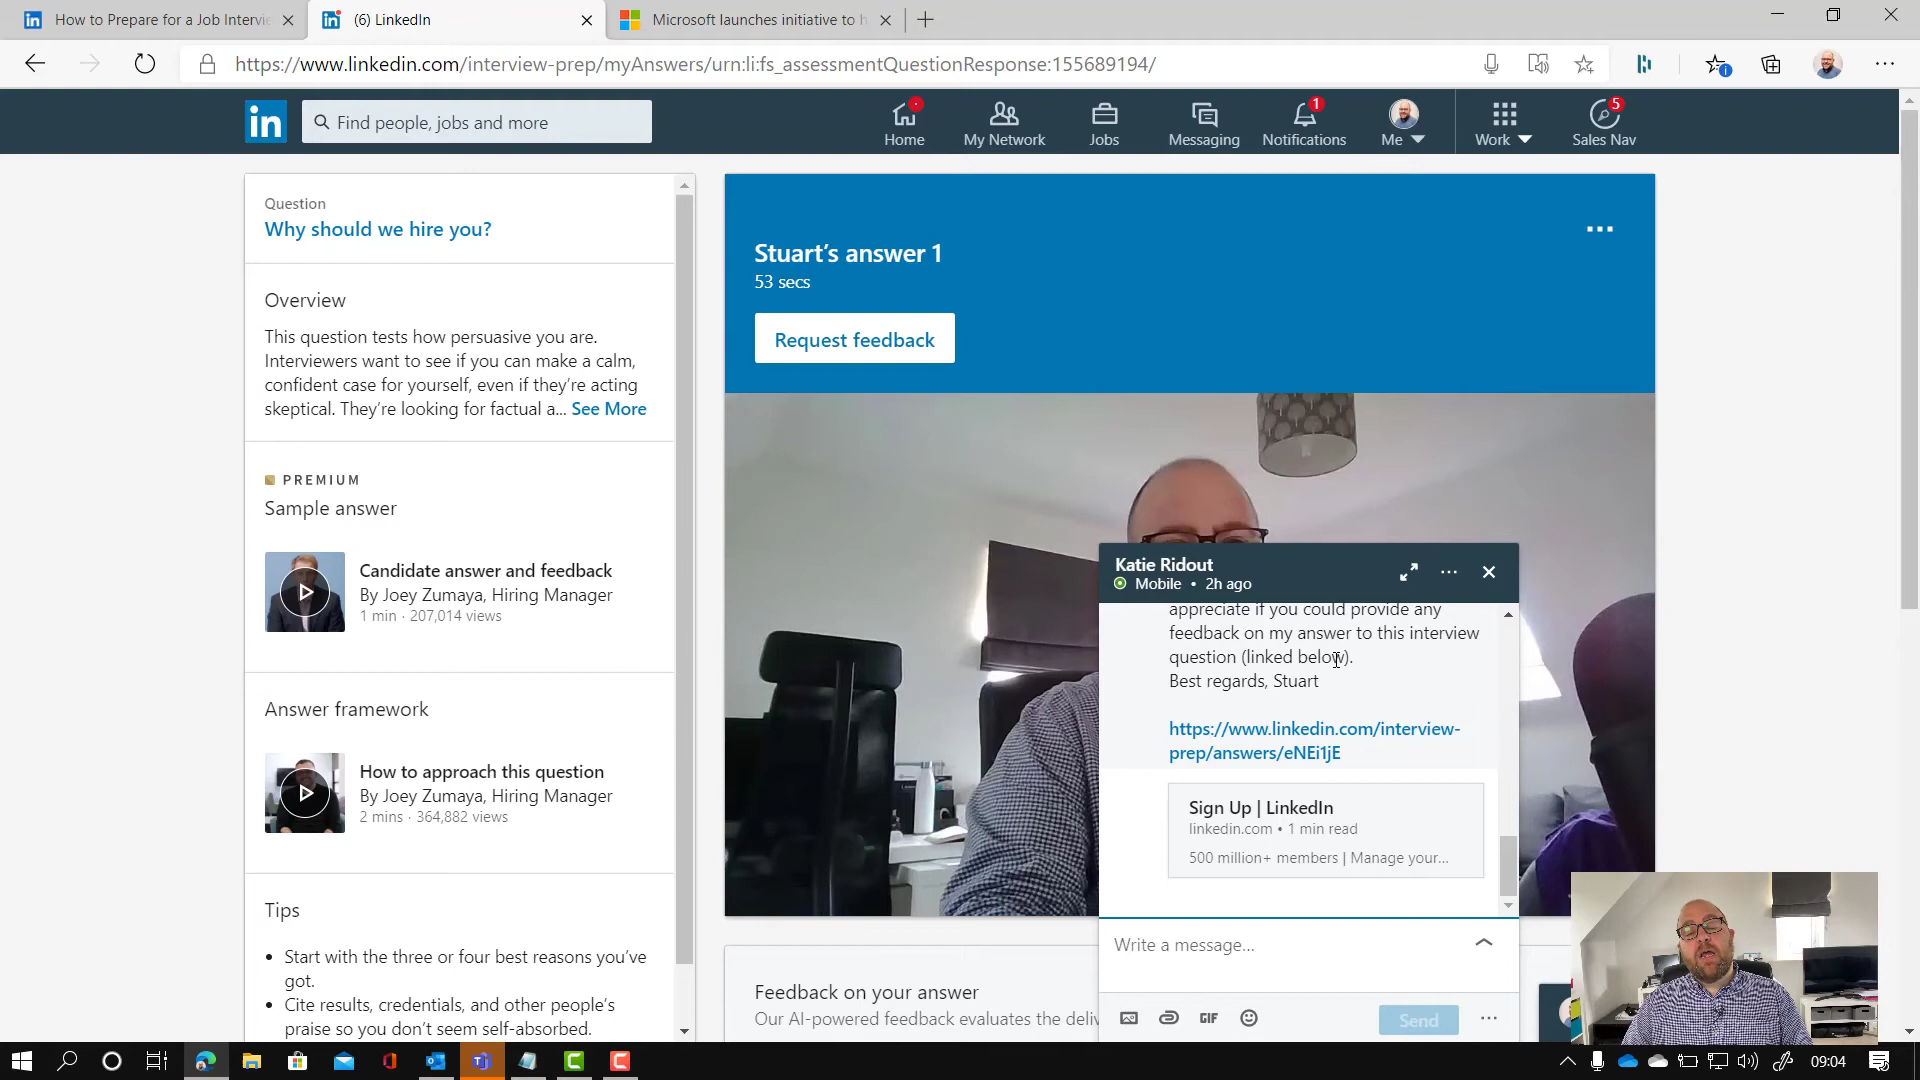 How to Prepare for a Job Intervie
(6) LinkedIn
Microsoft launches initiative to h
https://www.linkedin.com/interview-prep/myAnswers/urn:li:fs_assessmentQuestionResponse:155689194/
in
Find people, jobs and more
Home
My Network
Jobs
Messaging
1
Notifications
Me
Work
5
Sales Nav
Question
Why should we hire you?
Overview
This question tests how persuasive you are.
Interviewers want to see if you can make a calm,
confident case for yourself, even if they're acting
skeptical. They're looking for factual a... See More
PREMIUM
Sample answer
Candidate answer and feedback
By Joey Zumaya, Hiring Manager
1 min · 207,014 views
Answer framework
How to approach this question
By Joey Zumaya, Hiring Manager
2 mins · 364,882 views
Tips
• Start with the three or four best reasons you've
got.
• Cite results, credentials, and other people's
praise so you don't seem self-absorbed.
Stuart's answer 1
53 secs
Request feedback
Katie Ridout
Mobile • 2h ago
appreciate if you could provide any
feedback on my answer to this interview
question (linked below).
Best regards, Stuart
https://www.linkedin.com/interview-
prep/answers/eNEi1jE
Sign Up | LinkedIn
linkedin.com • 1 min read
500 million+ members | Manage your...
Write a message...
GIF
Send
Feedback on your answer
Our AI-powered feedback evaluates the deliv
09:04